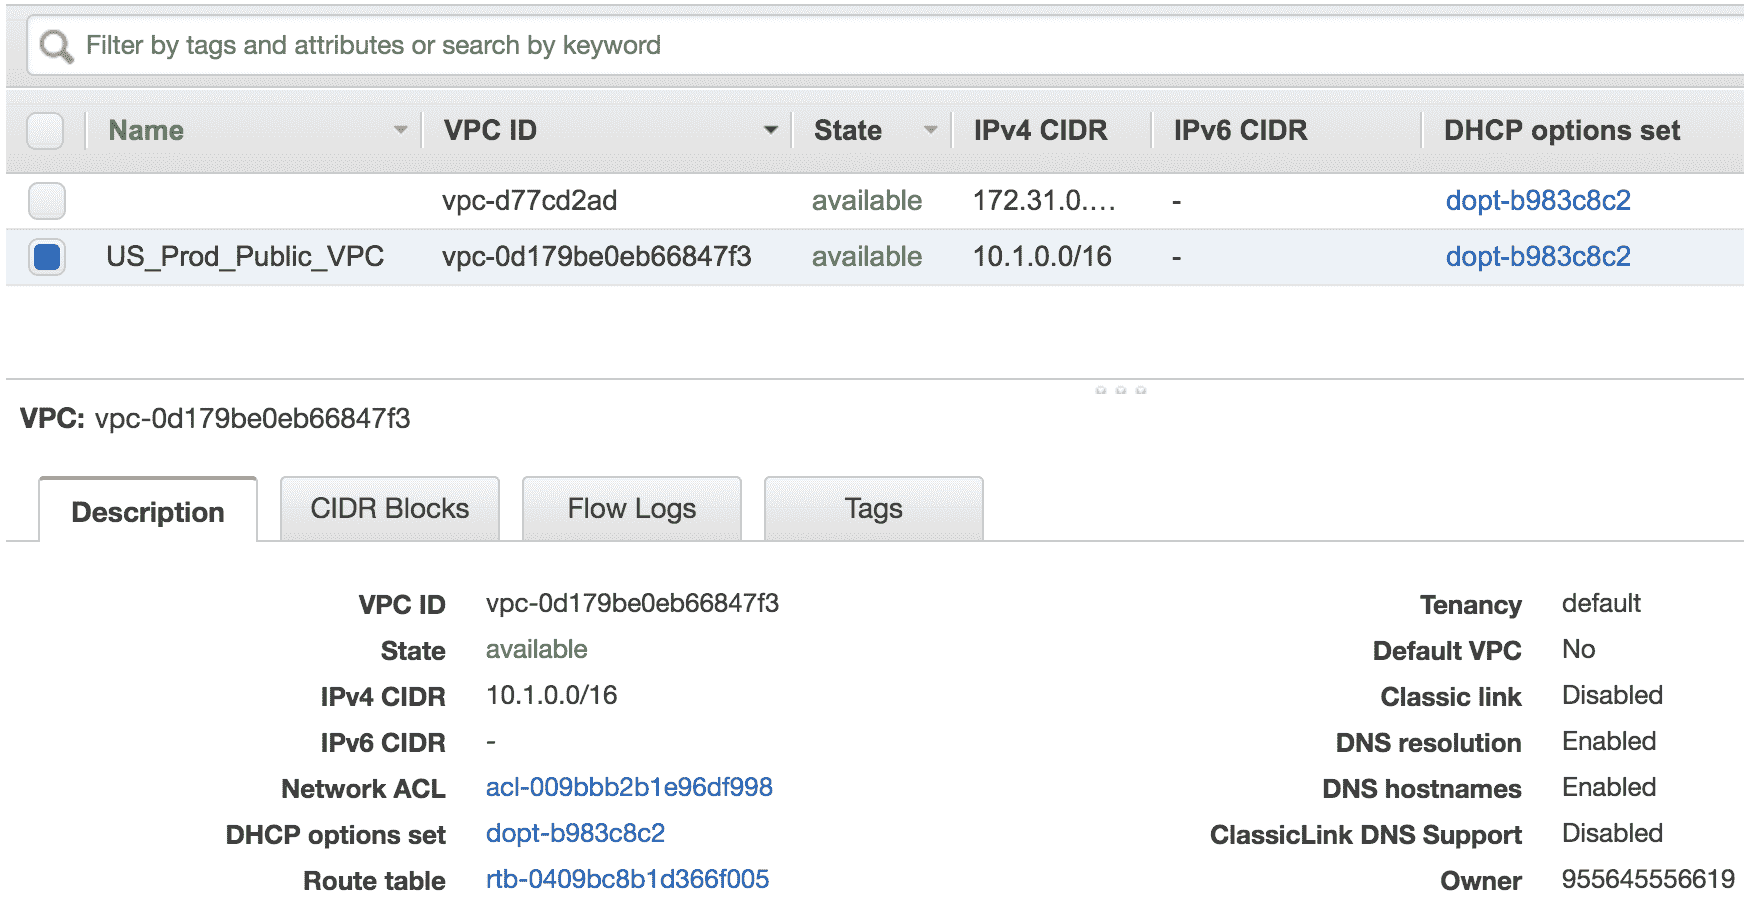 Filter by tags and attributes or search by keyword
Name VPC ID State IPv4 CIDR IPv6 CIDR DHCP options set
vpc-d77cd2ad available 172.31.0.... - dopt-b983c8c2
US_Prod_Public_VPC vpc-0d179be0eb66847f3 available 10.1.0.0/16 - dopt-b983c8c2
VPC: vpc-0d179be0eb66847f3
Description CIDR Blocks Flow Logs Tags
VPC ID vpc-0d179be0eb66847f3 Tenancy default
State available Default VPC No
IPv4 CIDR 10.1.0.0/16 Classic link Disabled
IPv6 CIDR - DNS resolution Enabled
Network ACL acl-009bbb2b1e96df998 DNS hostnames Enabled
DHCP options set dopt-b983c8c2 ClassicLink DNS Support Disabled
Route table rtb-0409bc8b1d366f005 Owner 955645556619